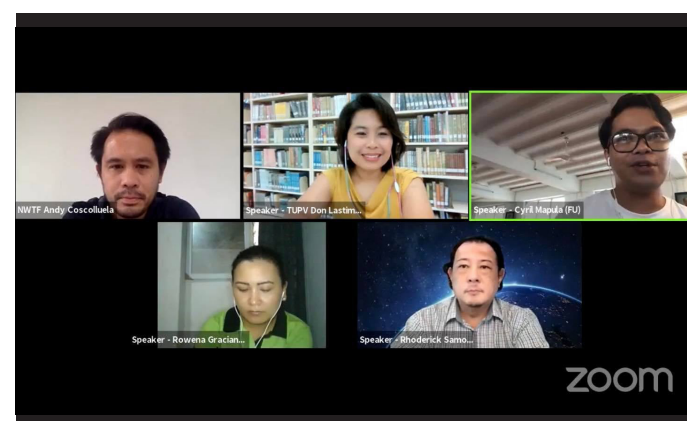 NWTF Andy Coscolluela
Speaker - TUPV Don Lastim...
Speaker - Cyril Mapula (FU)
Speaker - Rowena Gracian...
Speaker - Rhoderick Samo...
zoom